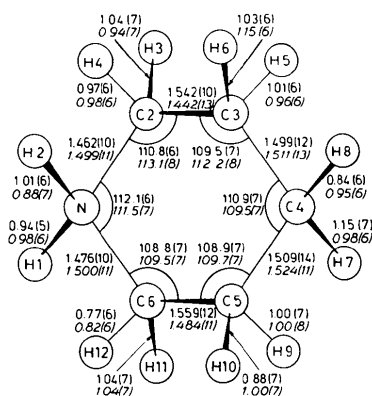 1.04(7) 1.03(6)
0.94(7) 1.15(6)
H3 H6
H4 H5
0.97(6) 1.542(10) 1.01(6)
0.98(6) 1.442(13) 0.96(6)
C2 C3
1.462(10) 110.8(6) 109.5(7) 1.499(12)
1.499(11) 113.1(8) 112.2(8) 1.511(13)
H2 H8
1.01(6) 0.84(6)
0.88(7) 112.1(6) 110.9(7) 0.95(6)
N 111.5(7) 109.5(7) C4
0.94(5) 1.15(7)
0.98(6) 0.98(6)
H1 H7
1.476(10) 108.8(7) 108.9(7) 1.509(14)
1.500(11) 109.5(7) 109.7(7) 1.524(11)
C6 C5
0.77(6) 1.559(12) 1.00(7)
0.82(6) 1.484(11) 1.00(8)
H12 H11 H10 H9
1.04(7) 0.88(7)
1.04(7) 1.00(7)